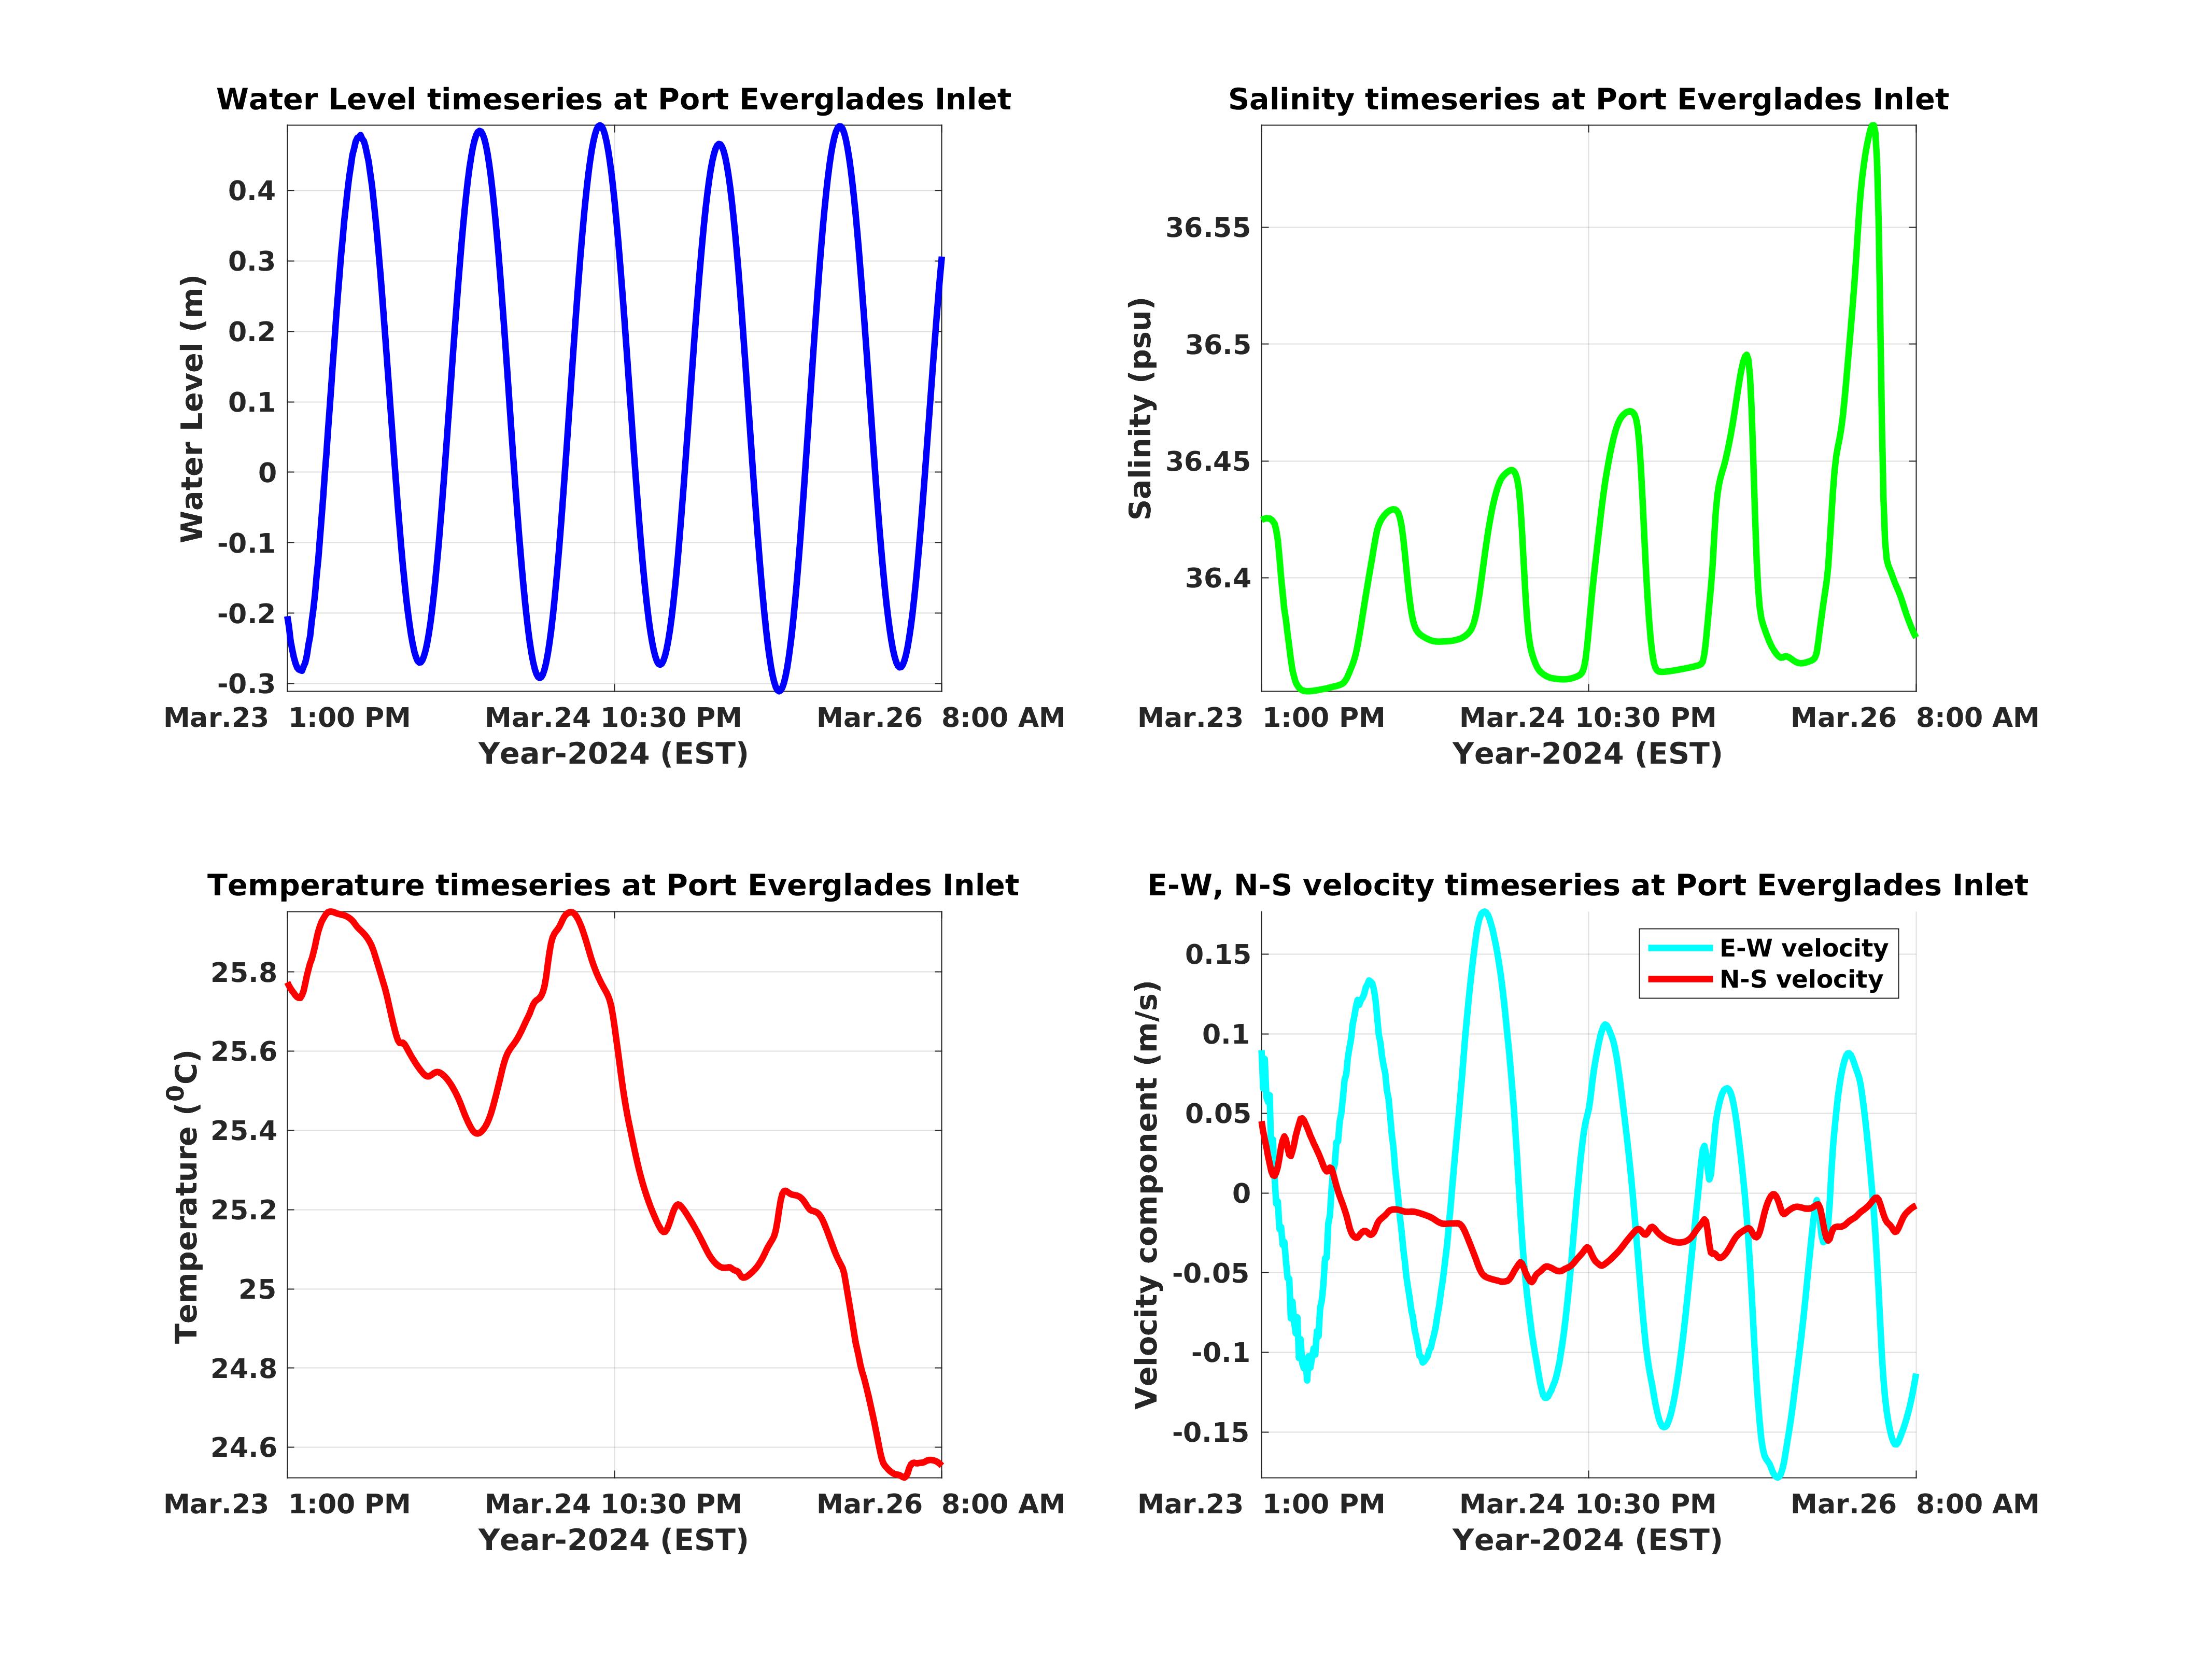 Water Level timeseries at Port Everglades Inlet
Water Level (m)
0.4
0.3
0.2
0.1
0
-0.1
-0.2
-0.3
Mar.23  1:00 PM
Mar.24 10:30 PM
Mar.26  8:00 AM
Year-2024 (EST)
Salinity timeseries at Port Everglades Inlet
Salinity (psu)
36.55
36.5
36.45
36.4
Mar.23  1:00 PM
Mar.24 10:30 PM
Mar.26  8:00 AM
Year-2024 (EST)
Temperature timeseries at Port Everglades Inlet
Temperature (⁰C)
25.8
25.6
25.4
25.2
25
24.8
24.6
Mar.23  1:00 PM
Mar.24 10:30 PM
Mar.26  8:00 AM
Year-2024 (EST)
E-W, N-S velocity timeseries at Port Everglades Inlet
Velocity component (m/s)
0.15
0.1
0.05
0
-0.05
-0.1
-0.15
E-W velocity
N-S velocity
Mar.23  1:00 PM
Mar.24 10:30 PM
Mar.26  8:00 AM
Year-2024 (EST)